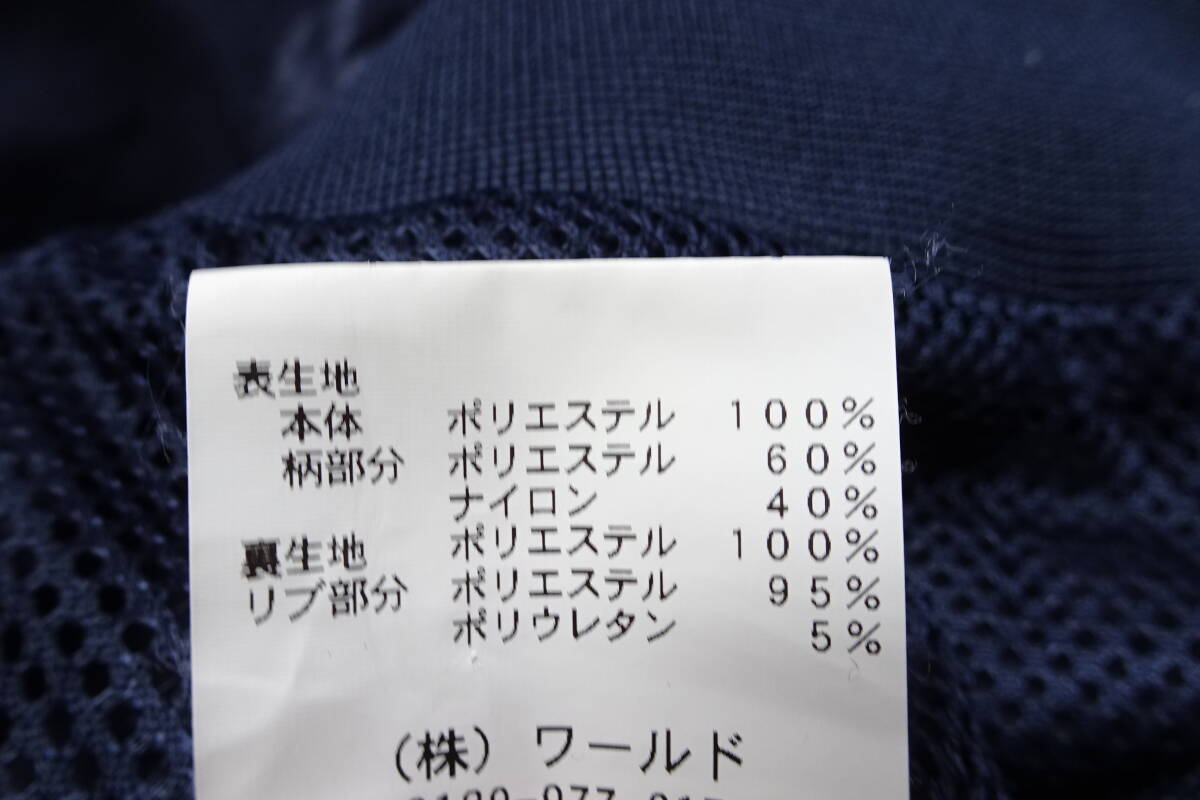 表生地
本体 ポリエステル 100%
柄部分 ポリエステル 60%
ナイロン 40%
裏生地 ポリエステル 100%
リブ部分 ポリエステル 95%
ポリウレタン 5%
(株) ワールド